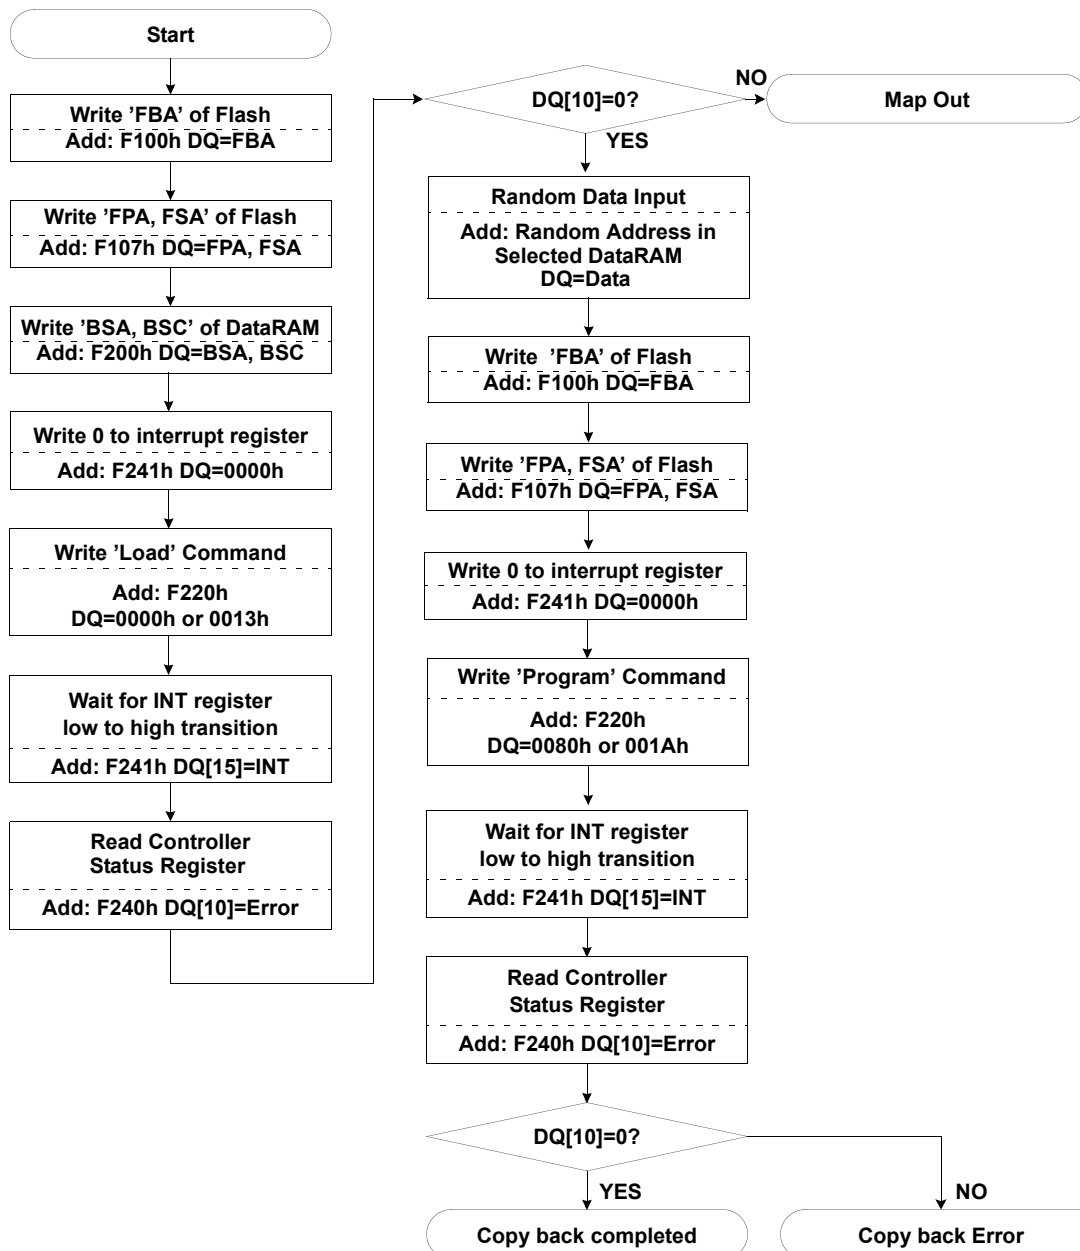 Start
Write 'FBA' of Flash
Add: F100h DQ=FBA
Write 'FPA, FSA' of Flash
Add: F107h DQ=FPA, FSA
Write 'BSA, BSC' of DataRAM
Add: F200h DQ=BSA, BSC
Write 0 to interrupt register
Add: F241h DQ=0000h
Write 'Load' Command
Add: F220h
DQ=0000h or 0013h
Wait for INT register
low to high transition
Add: F241h DQ[15]=INT
Read Controller
Status Register
Add: F240h DQ[10]=Error
DQ[10]=0?
NO
Map Out
YES
Random Data Input
Add: Random Address in
Selected DataRAM
DQ=Data
Write 'FBA' of Flash
Add: F100h DQ=FBA
Write 'FPA, FSA' of Flash
Add: F107h DQ=FPA, FSA
Write 0 to interrupt register
Add: F241h DQ=0000h
Write 'Program' Command
Add: F220h
DQ=0080h or 001Ah
Wait for INT register
low to high transition
Add: F241h DQ[15]=INT
Read Controller
Status Register
Add: F240h DQ[10]=Error
DQ[10]=0?
YES
NO
Copy back completed
Copy back Error